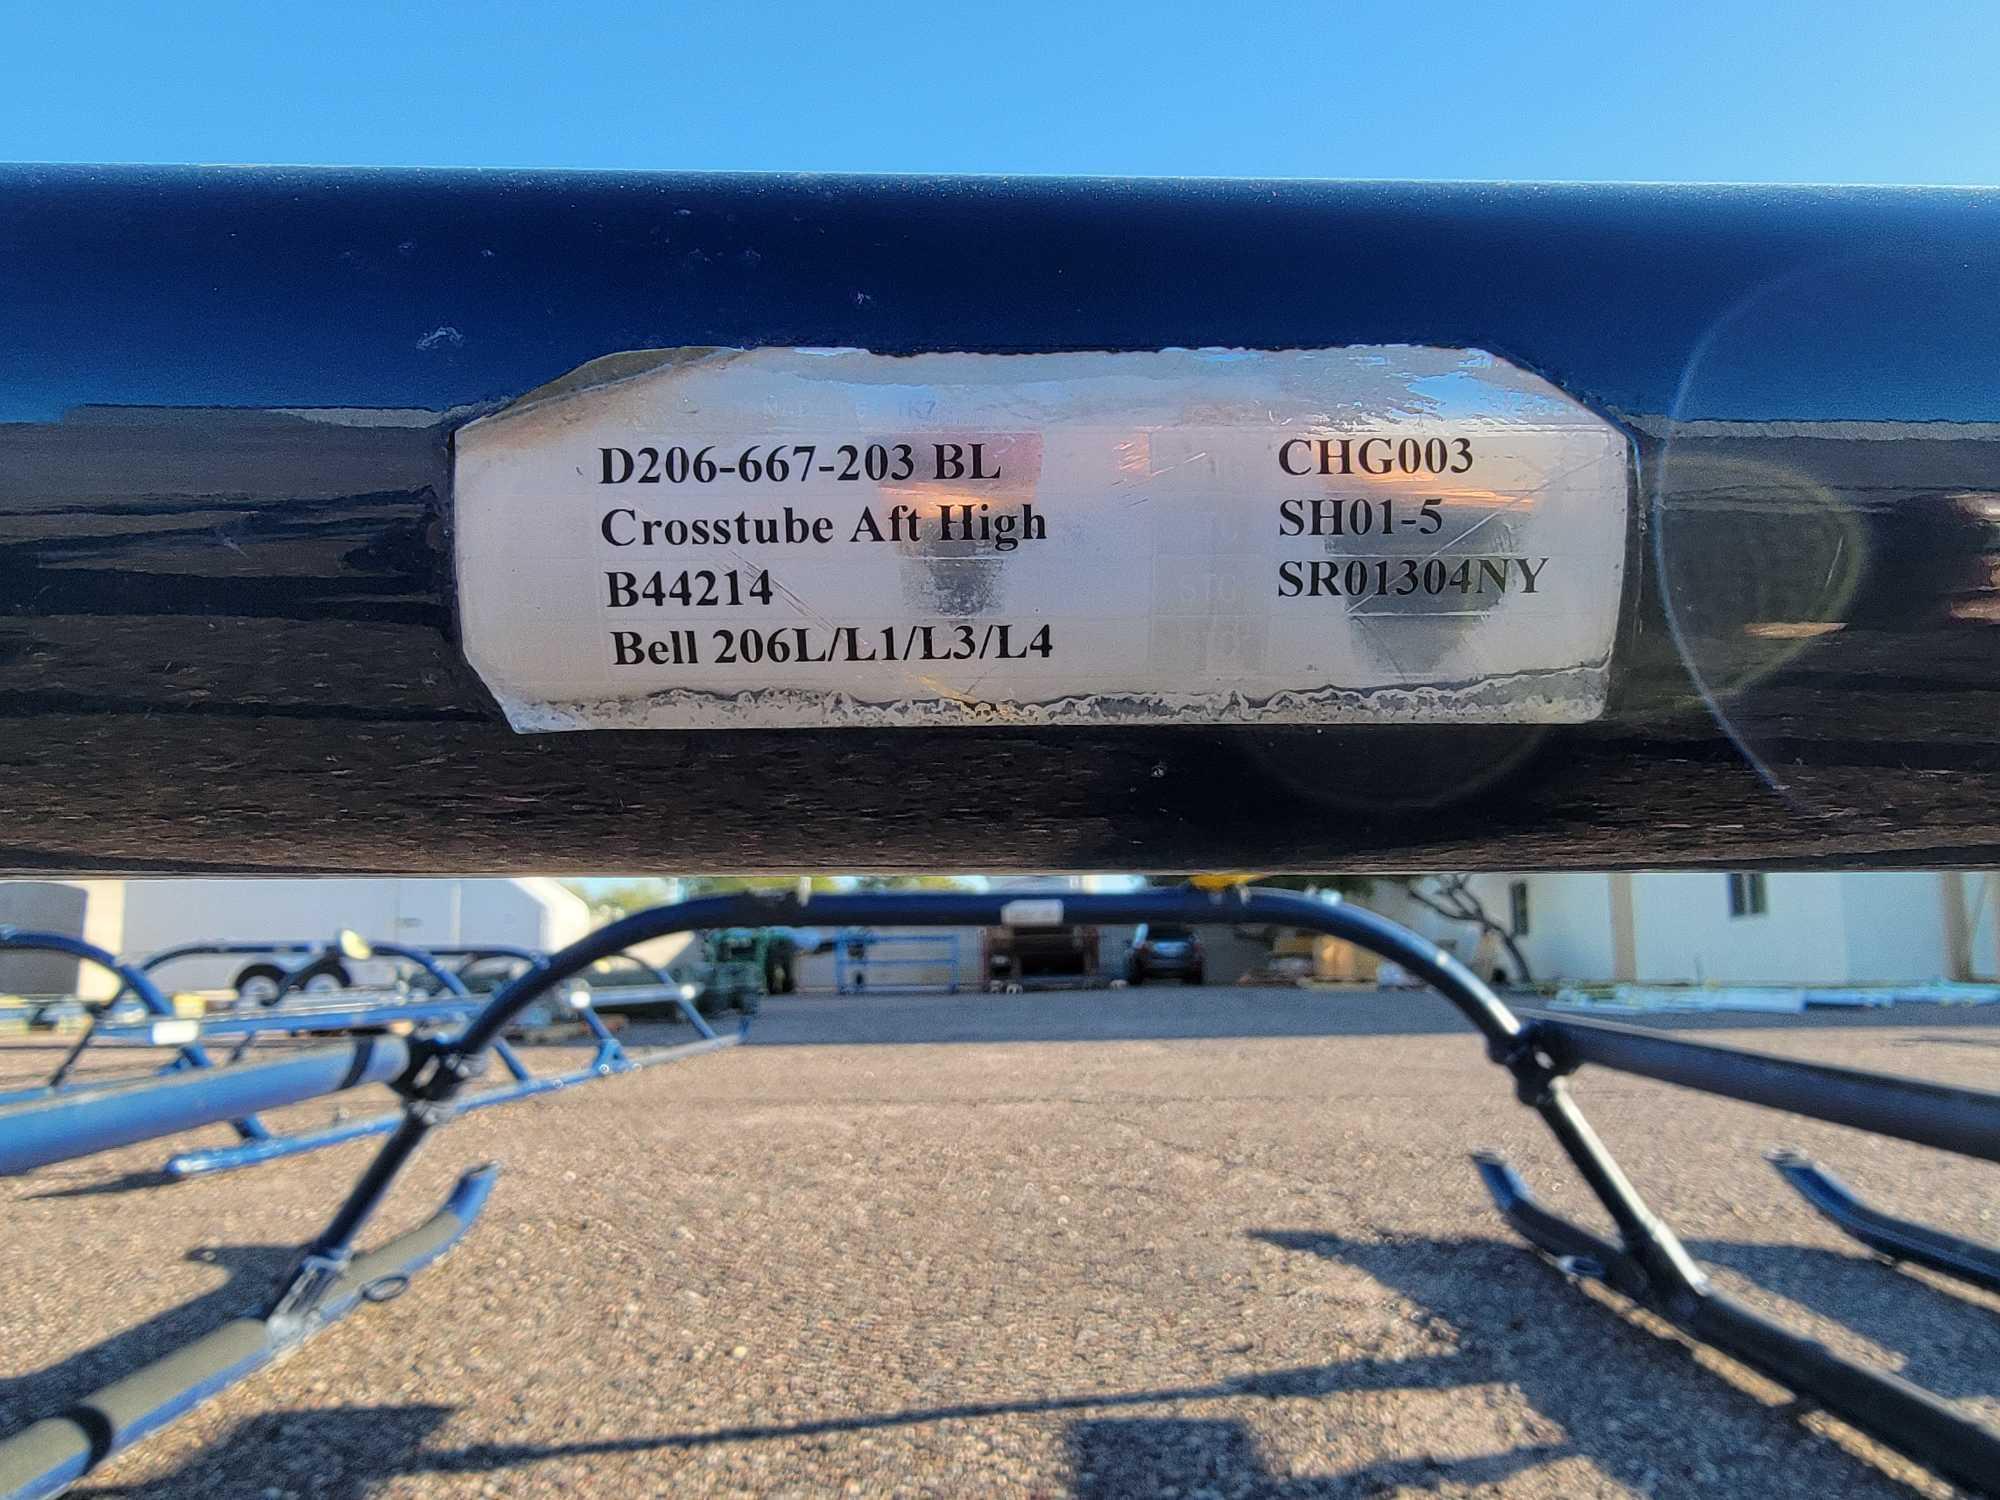 D206-667-203 BL
Crosstube Aft High
B44214
Bell 206L/L1/L3/L4
CHG003
SH01-5
SR01304NY